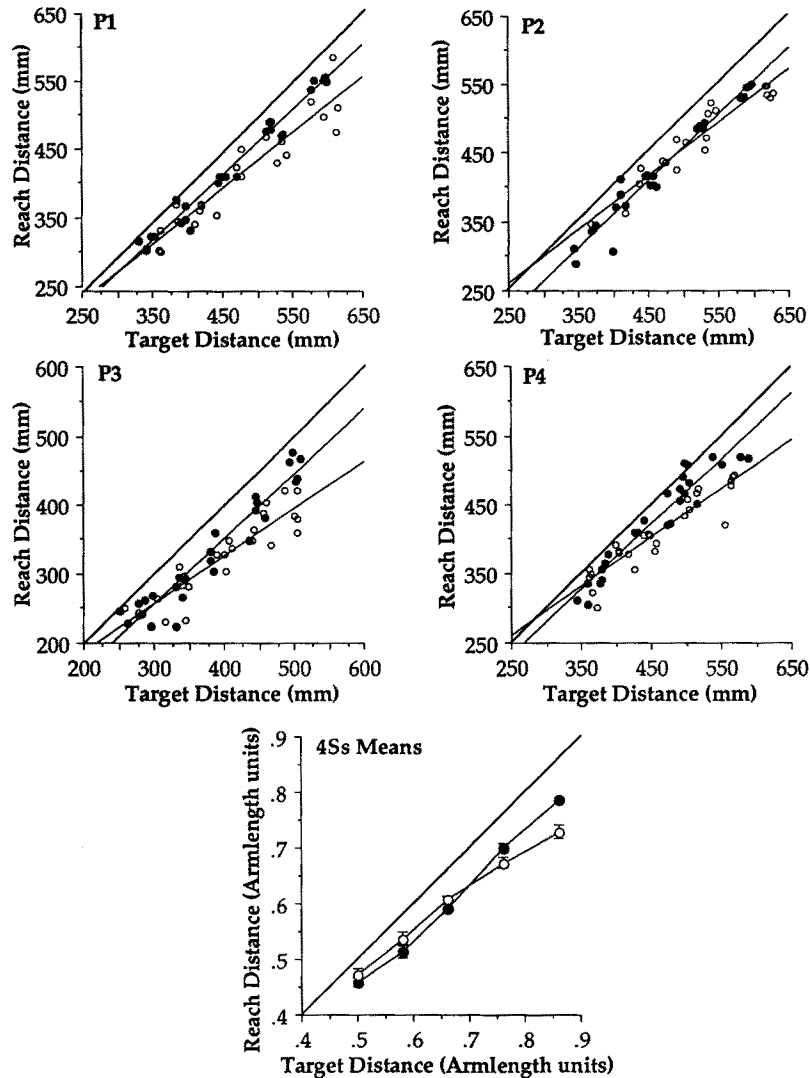 P1
Reach Distance (mm)
650
550
450
350
250
250 350 450 550 650
Target Distance (mm)
P2
Reach Distance (mm)
650
550
450
350
250
250 350 450 550 650
Target Distance (mm)
P3
Reach Distance (mm)
600
500
400
300
200
200 300 400 500 600
Target Distance (mm)
P4
Reach Distance (mm)
650
550
450
350
250
250 350 450 550 650
Target Distance (mm)
4Ss Means
Reach Distance (Armlength units)
.9
.8
.7
.6
.5
.4
.4 .5 .6 .7 .8 .9
Target Distance (Armlength units)